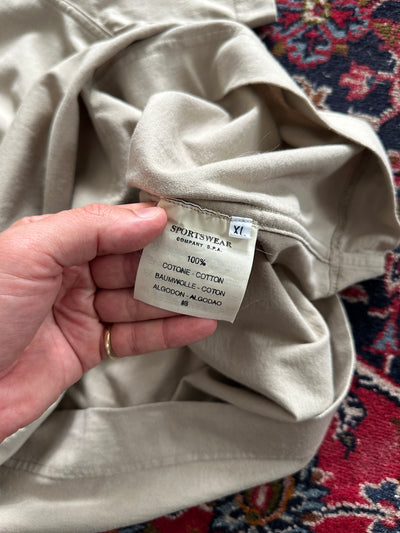 SPORTSWEAR
COMPANY S.P.A.
XL
100%
COTONE - COTTON
BAUMWOLLE - COTON
ALGODON - ALGODAO